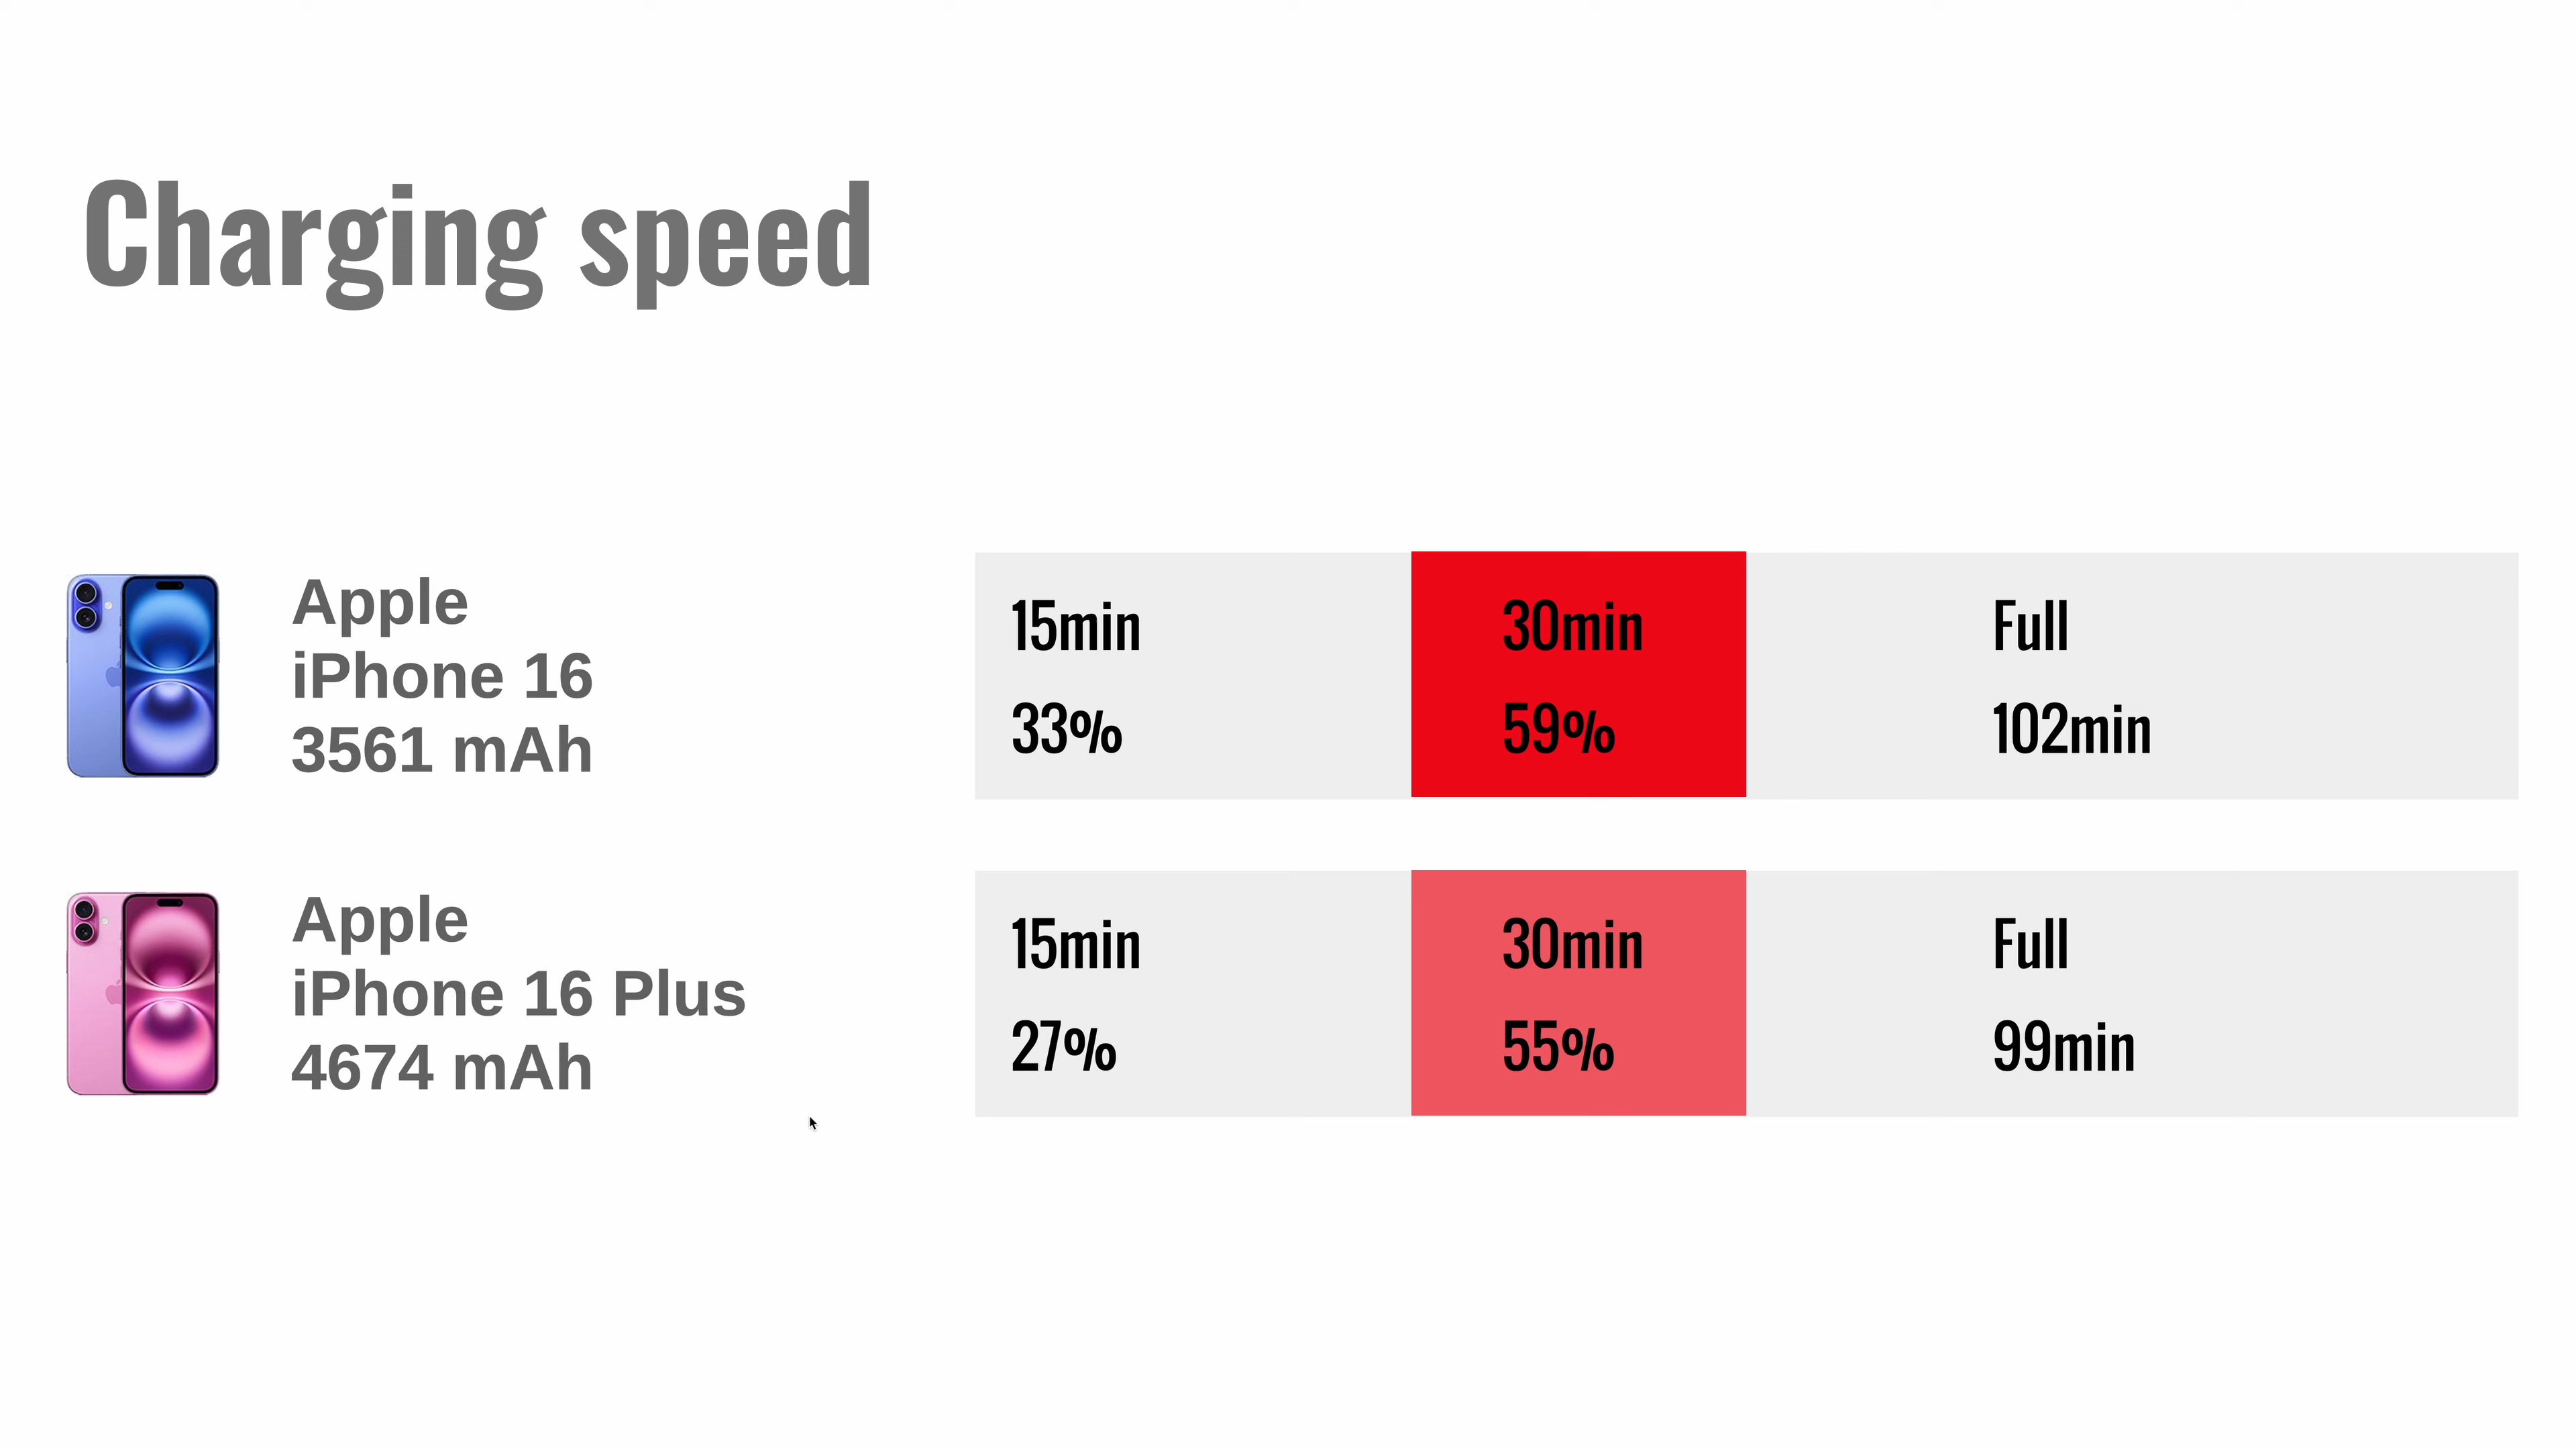 Charging speed
Apple
iPhone 16
3561 mAh
15min
30min
Full
33%
59%
102min
Apple
iPhone 16 Plus
4674 mAh
15min
30min
Full
27%
55%
99min